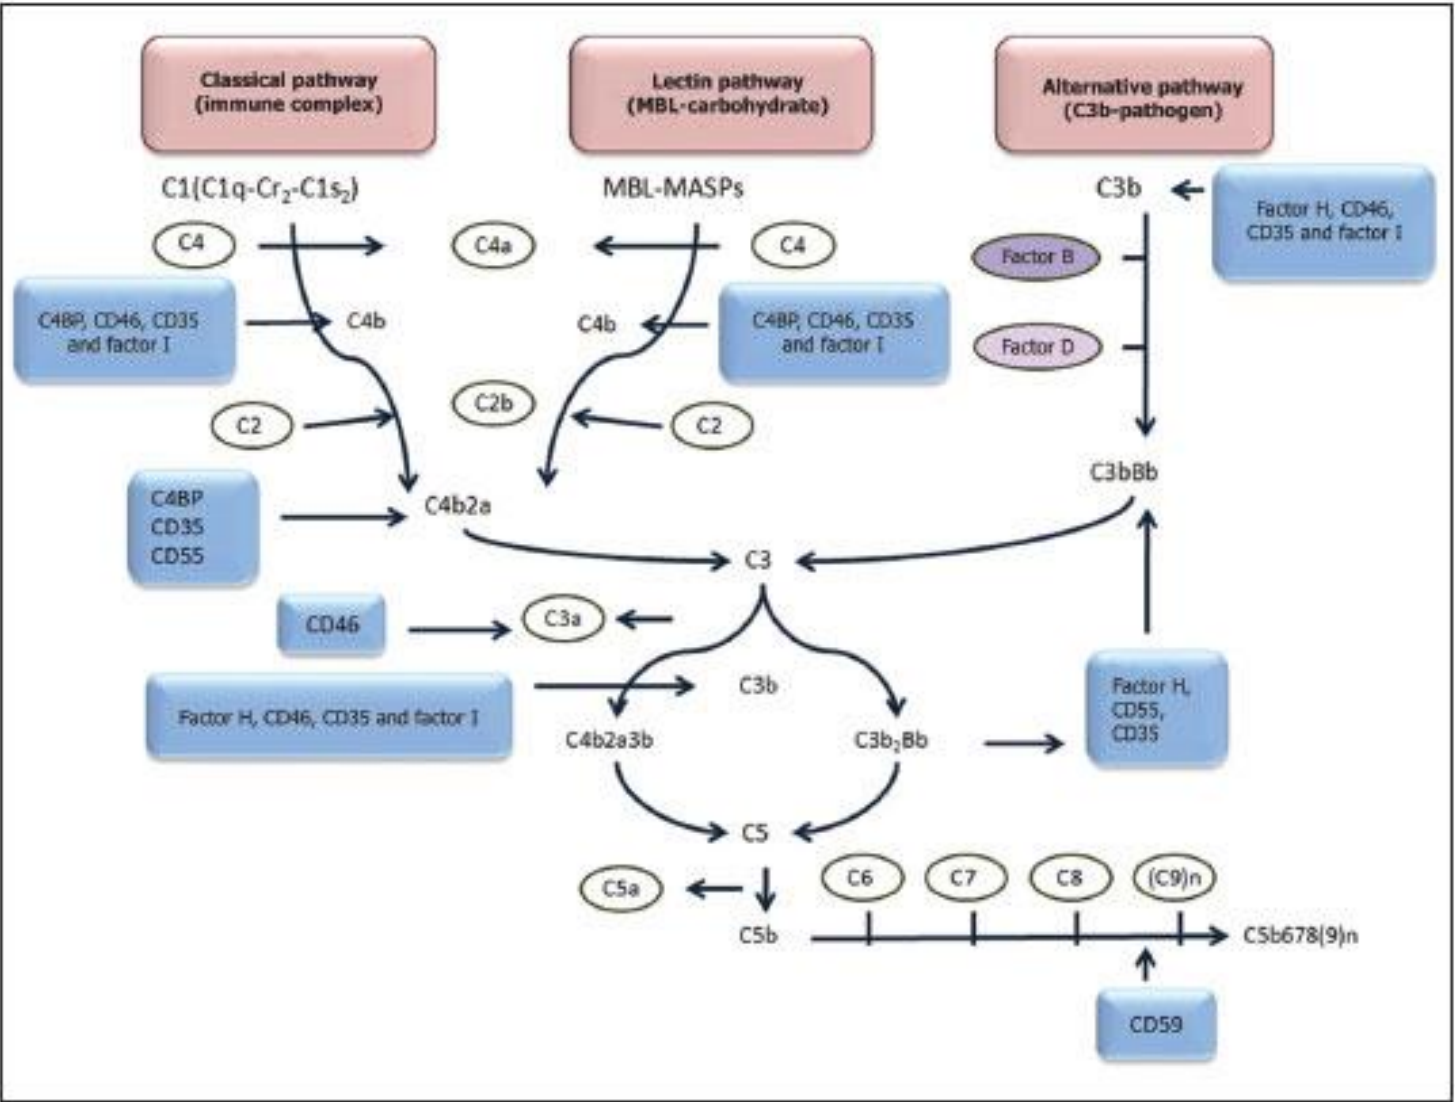 Classical pathway
(immune complex)
Lectin pathway
(MBL-carbohydrate)
Alternative pathway
(C3b-pathogen)
C1(C1q-Cr₂-C1s₂)
MBL-MASPs
C3b
Factor H, CD46,
CD35 and factor I
C4
C4a
C4
Factor B
C4BP, CD46, CD35
and factor I
C4b
C4b
C4BP, CD46, CD35
and factor I
Factor D
C2
C2b
C2
C4BP
CD35
CD55
C4b2a
C3bBb
C3
CD46
C3a
Factor H, CD46, CD35 and factor I
C3b
Factor H,
CD55,
CD35
C4b2a3b
C3b₂Bb
C5
C5a
C6
C7
C8
(C9)n
C5b
C5b678(9)n
CD59